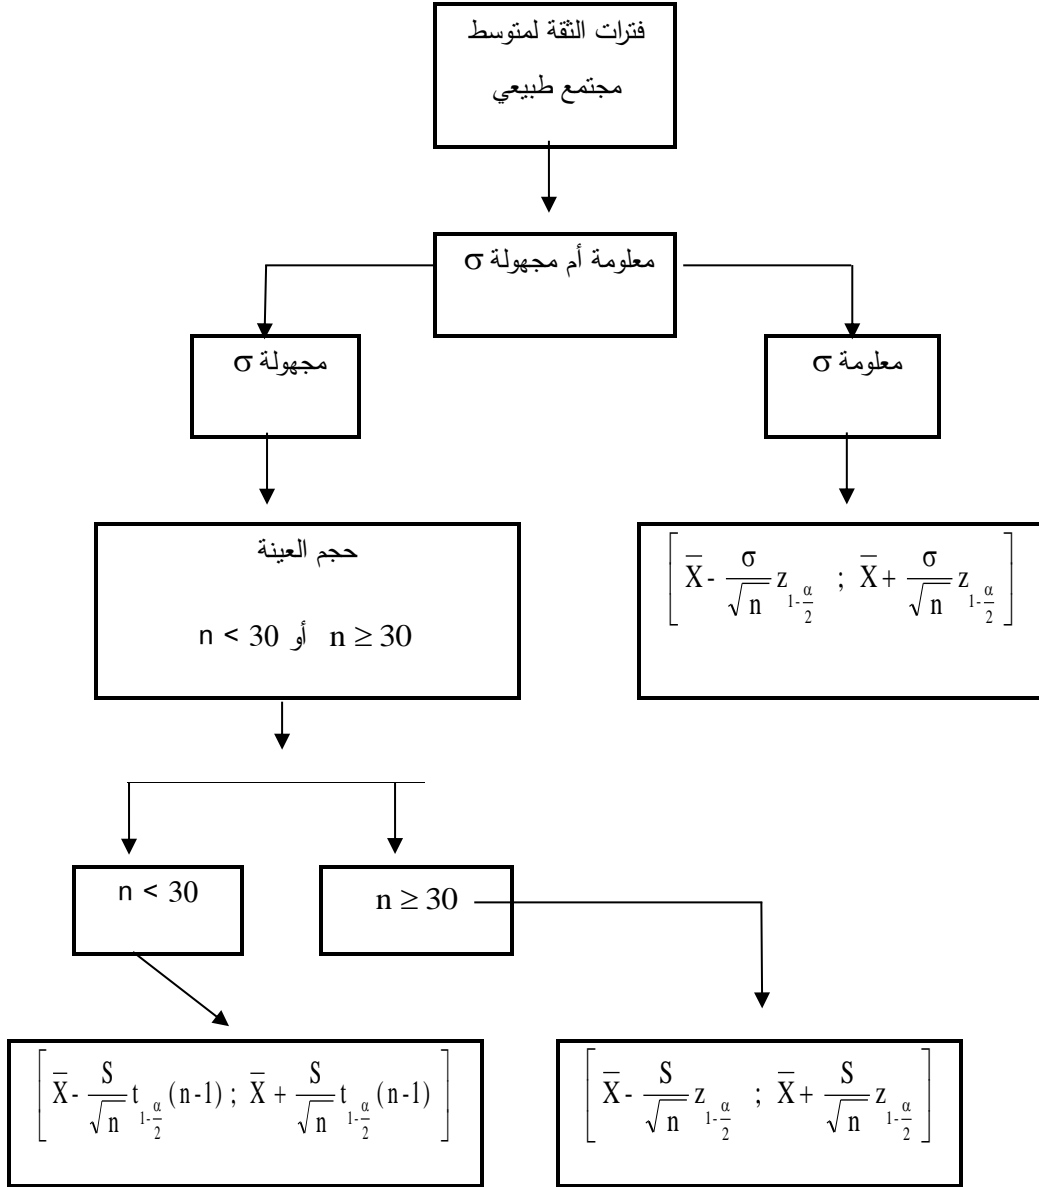 فترات الثقة لمتوسط
مجتمع طبيعي
معلومة أم مجهولة σ
مجهولة σ
معلومة σ
حجم العينة
n < 30 أو n ≥ 30
[X̄ - σ/√n z_{1-α/2} ; X̄ + σ/√n z_{1-α/2}]
n < 30
n ≥ 30
[X̄ - S/√n t_{1-α/2} (n-1) ; X̄ + S/√n t_{1-α/2} (n-1)]
[X̄ - S/√n z_{1-α/2} ; X̄ + S/√n z_{1-α/2}]